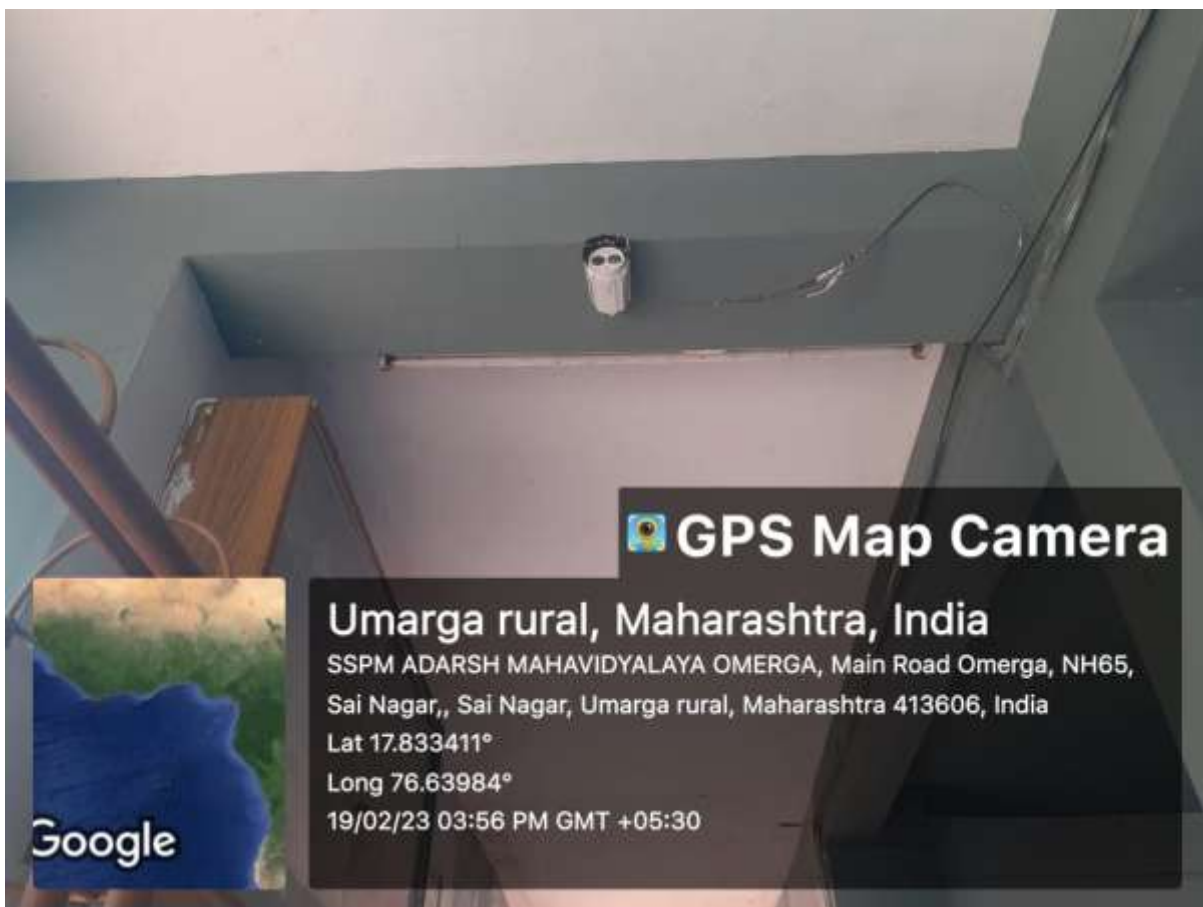 GPS Map Camera
Umarga rural, Maharashtra, India
SSPM ADARSH MAHAVIDYALAYA OMERGA, Main Road Omerga, NH65,
Sai Nagar,, Sai Nagar, Umarga rural, Maharashtra 413606, India
Lat 17.833411°
Long 76.63984°
19/02/23 03:56 PM GMT +05:30
Google